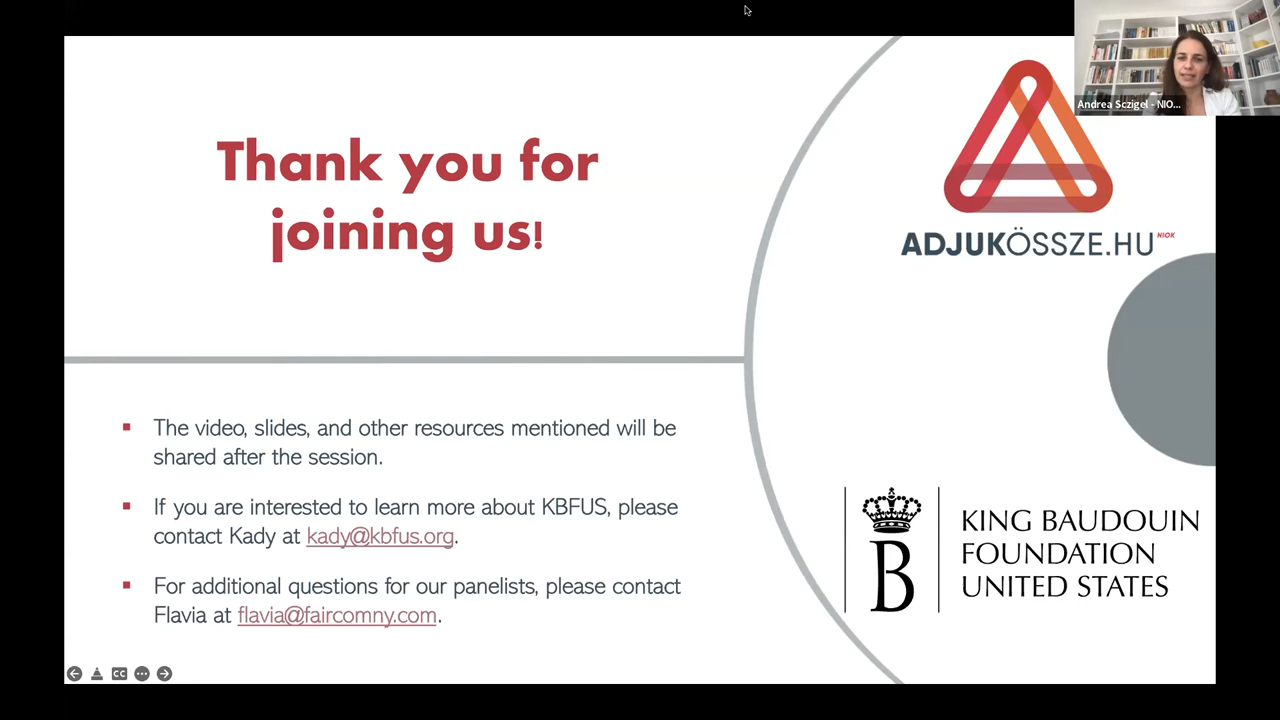 Thank you for
joining us!
The video, slides, and other resources mentioned will be
shared after the session.
If you are interested to learn more about KBFUS, please
contact Kady at kady@kbfus.org.
For additional questions for our panelists, please contact
Flavia at flavia@faircomny.com.
Andrea Sczigel - NIO...
ADJUKÖSSZE.HU NIOK
B
KING BAUDOUIN
FOUNDATION
UNITED STATES
CC